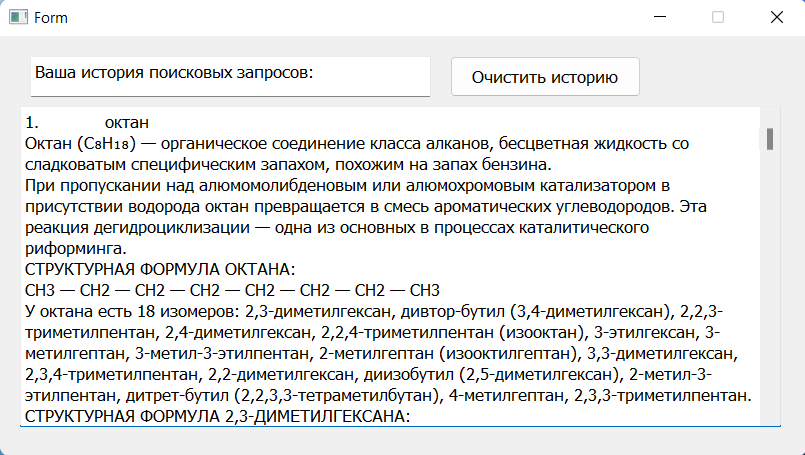 Form
Ваша история поисковых запросов:
Очистить историю
1. октан
Октан (C₈H₁₈) — органическое соединение класса алканов, бесцветная жидкость со
сладковатым специфическим запахом, похожим на запах бензина.
При пропускании над алюмомолибденовым или алюмохромовым катализатором в
присутствии водорода октан превращается в смесь ароматических углеводородов. Эта
реакция дегидроциклизации — одна из основных в процессах каталитического
риформинга.
СТРУКТУРНАЯ ФОРМУЛА ОКТАНА:
CH3 — CH2 — CH2 — CH2 — CH2 — CH2 — CH2 — CH3
У октана есть 18 изомеров: 2,3-диметилгексан, дивтор-бутил (3,4-диметилгексан), 2,2,3-
триметилпентан, 2,4-диметилгексан, 2,2,4-триметилпентан (изооктан), 3-этилгексан, 3-
метилгептан, 3-метил-3-этилпентан, 2-метилгептан (изооктилгептан), 3,3-диметилгексан,
2,3,4-триметилпентан, 2,2-диметилгексан, диизобутил (2,5-диметилгексан), 2-метил-3-
этилпентан, дитрет-бутил (2,2,3,3-тетраметилбутан), 4-метилгептан, 2,3,3-триметилпентан.
СТРУКТУРНАЯ ФОРМУЛА 2,3-ДИМЕТИЛГЕКСАНА: